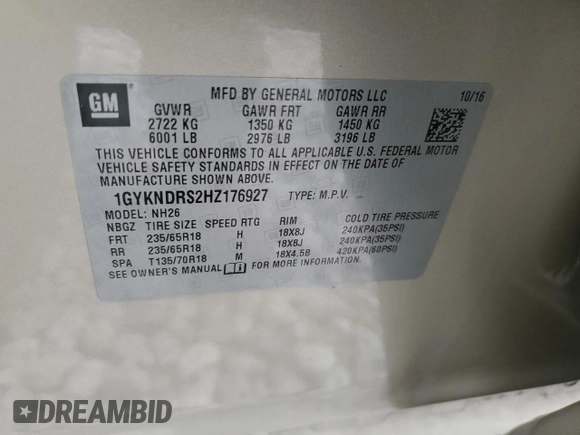 GM
MFD BY GENERAL MOTORS LLC 10/16
GVWR GAWR FRT GAWR RR
2722 KG 1350 KG 1450 KG
6001 LB 2976 LB 3196 LB
THIS VEHICLE CONFORMS TO ALL APPLICABLE U.S. FEDERAL MOTOR
VEHICLE SAFETY STANDARDS IN EFFECT ON THE DATE OF
MANUFACTURE SHOWN ABOVE.
1GYKNDRS2HZ176927 TYPE: M.P.V.
MODEL: NH26
NBGZ TIRE SIZE SPEED RTG RIM COLD TIRE PRESSURE
FRT 235/65R18 H 18X8J 240KPA(35PSI)
RR 235/65R18 H 18X8J 240KPA(35PSI)
SPA T135/70R18 M 18X4.5B 420KPA(60PSI)
SEE OWNER'S MANUAL FOR MORE INFORMATION.
DREAMBID